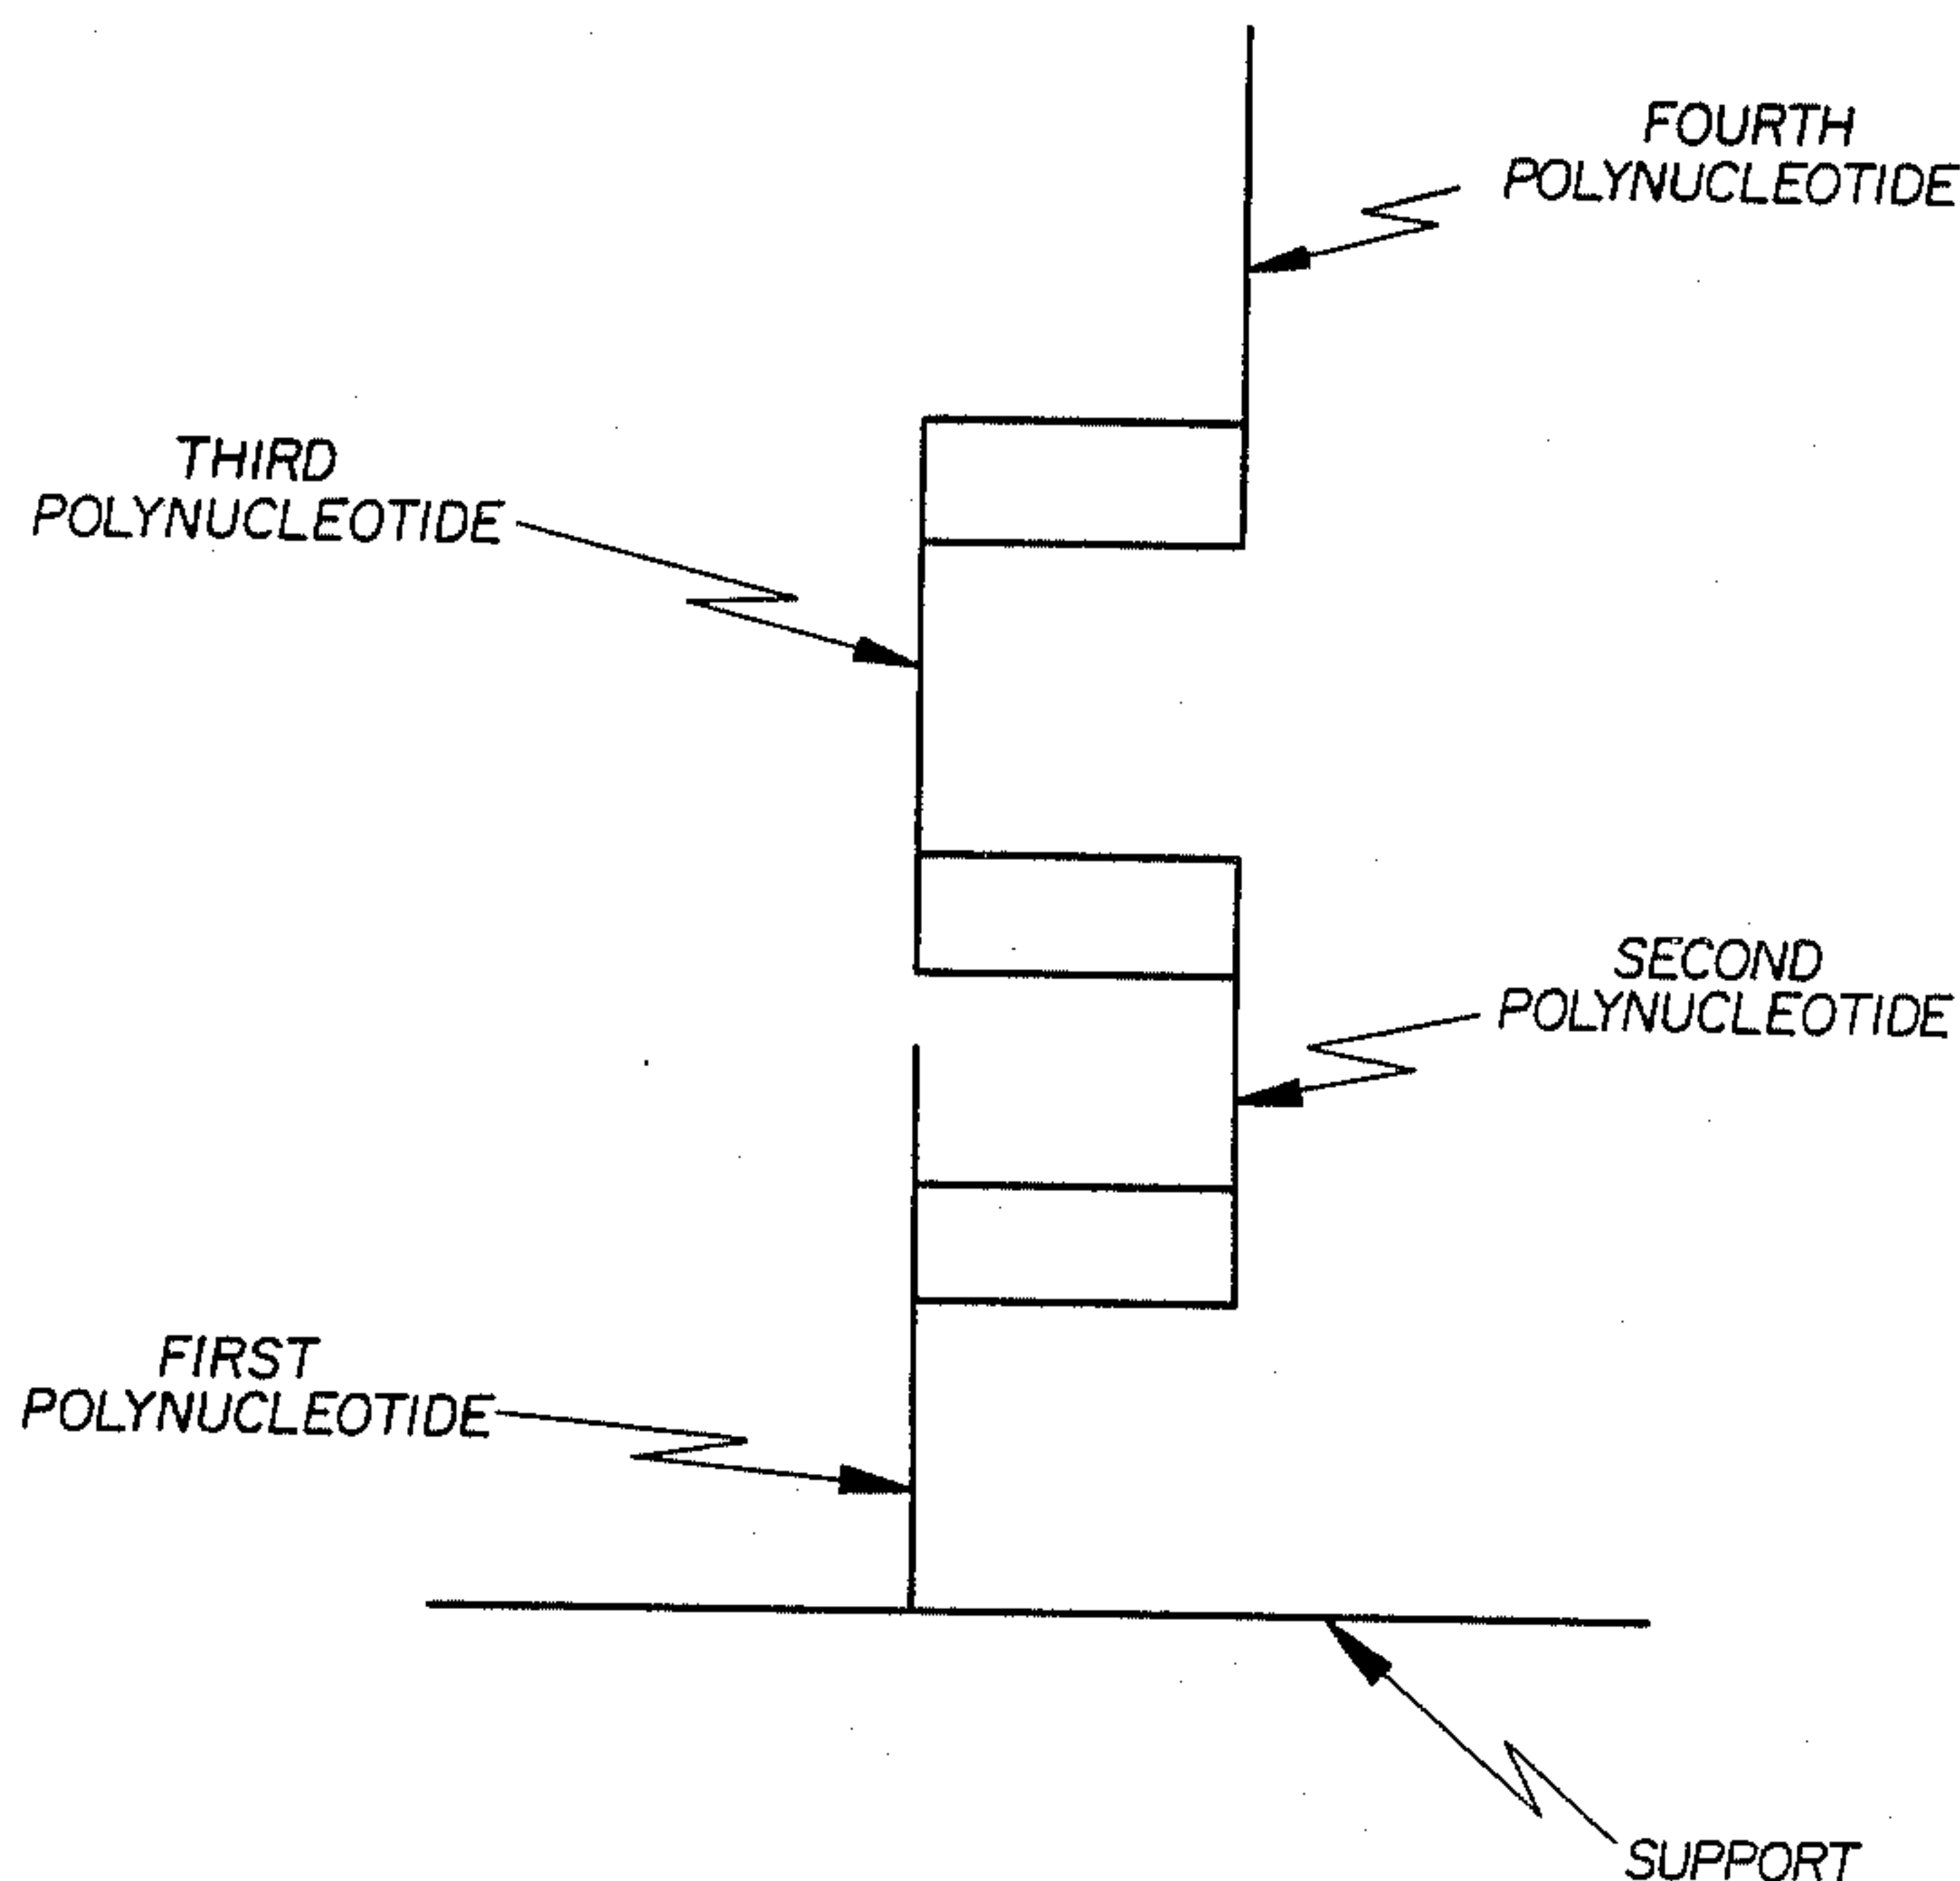 FOURTH
POLYNUCLEOTIDE
THIRD
POLYNUCLEOTIDE
SECOND
POLYNUCLEOTIDE
FIRST
POLYNUCLEOTIDE
SUPPORT